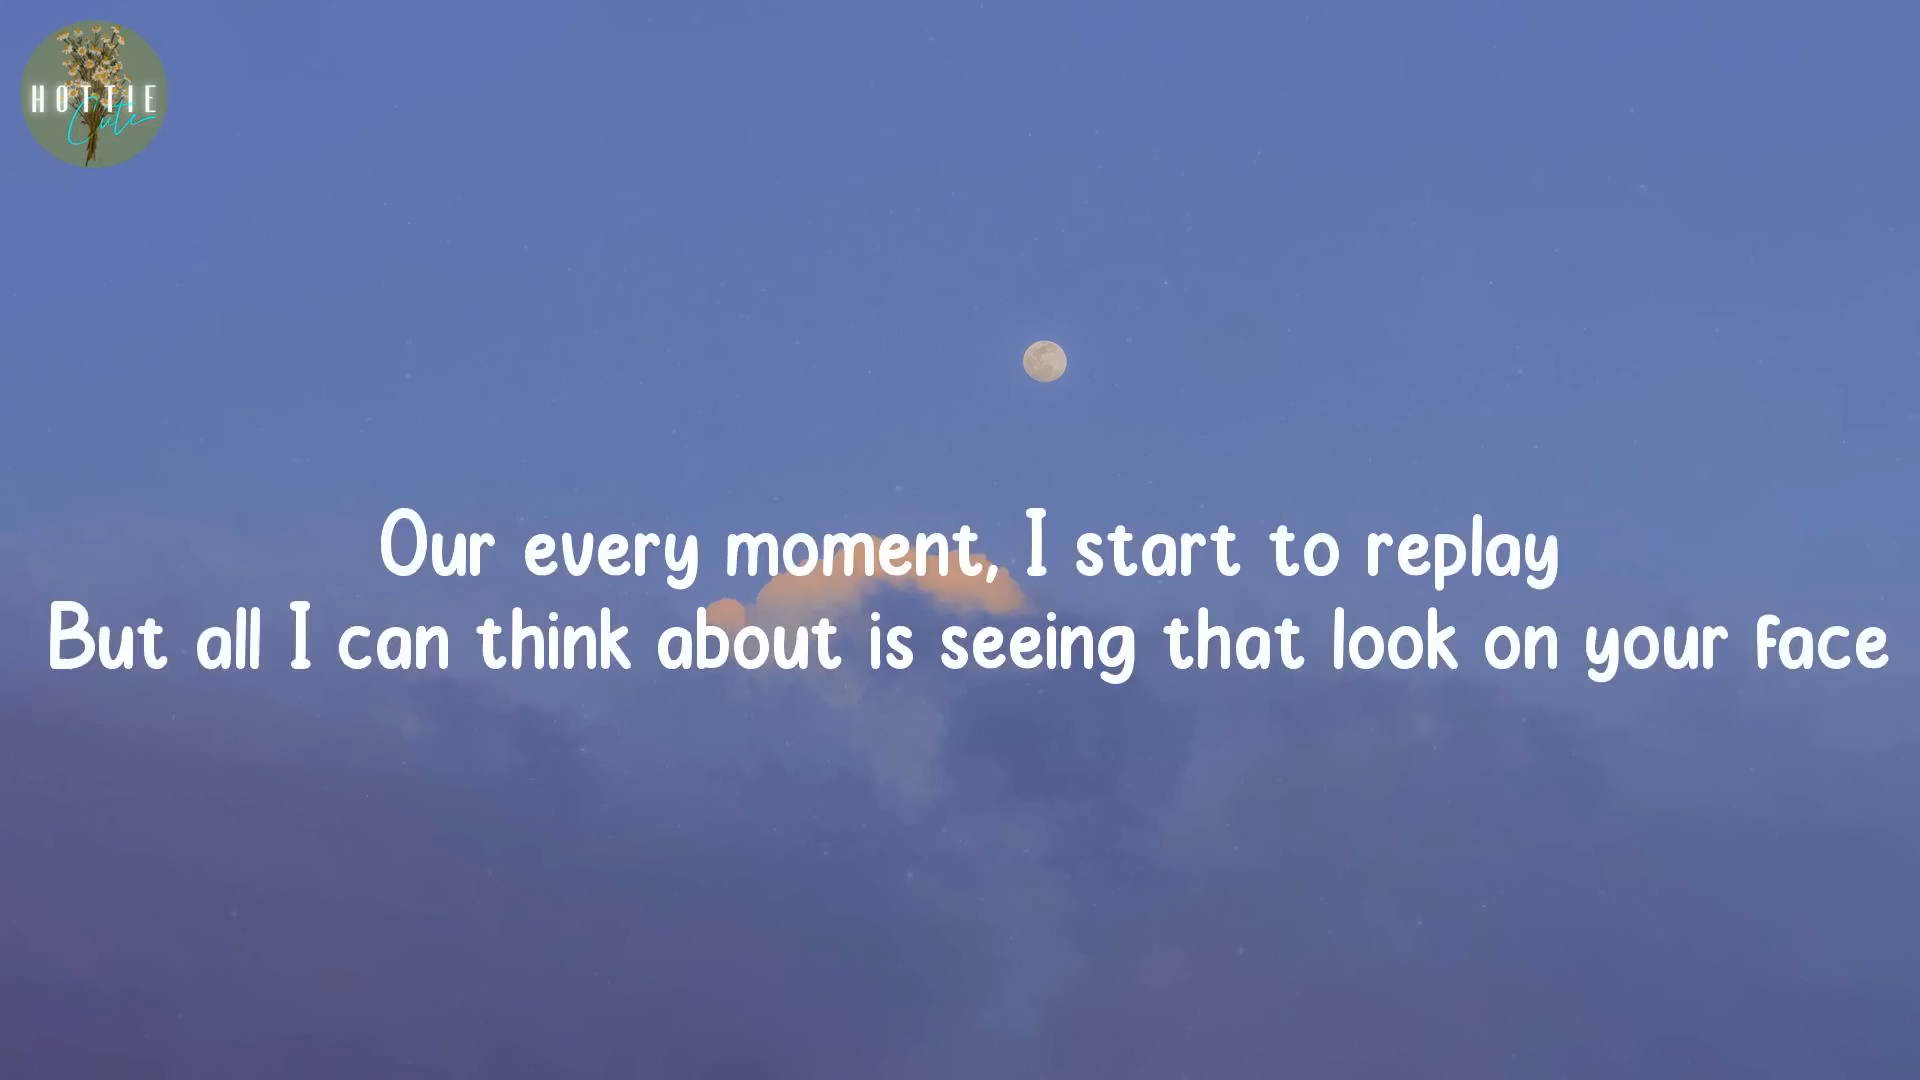 HOTTIE
Cute
Our every moment, I start to replay
But all I can think about is seeing that look on your face